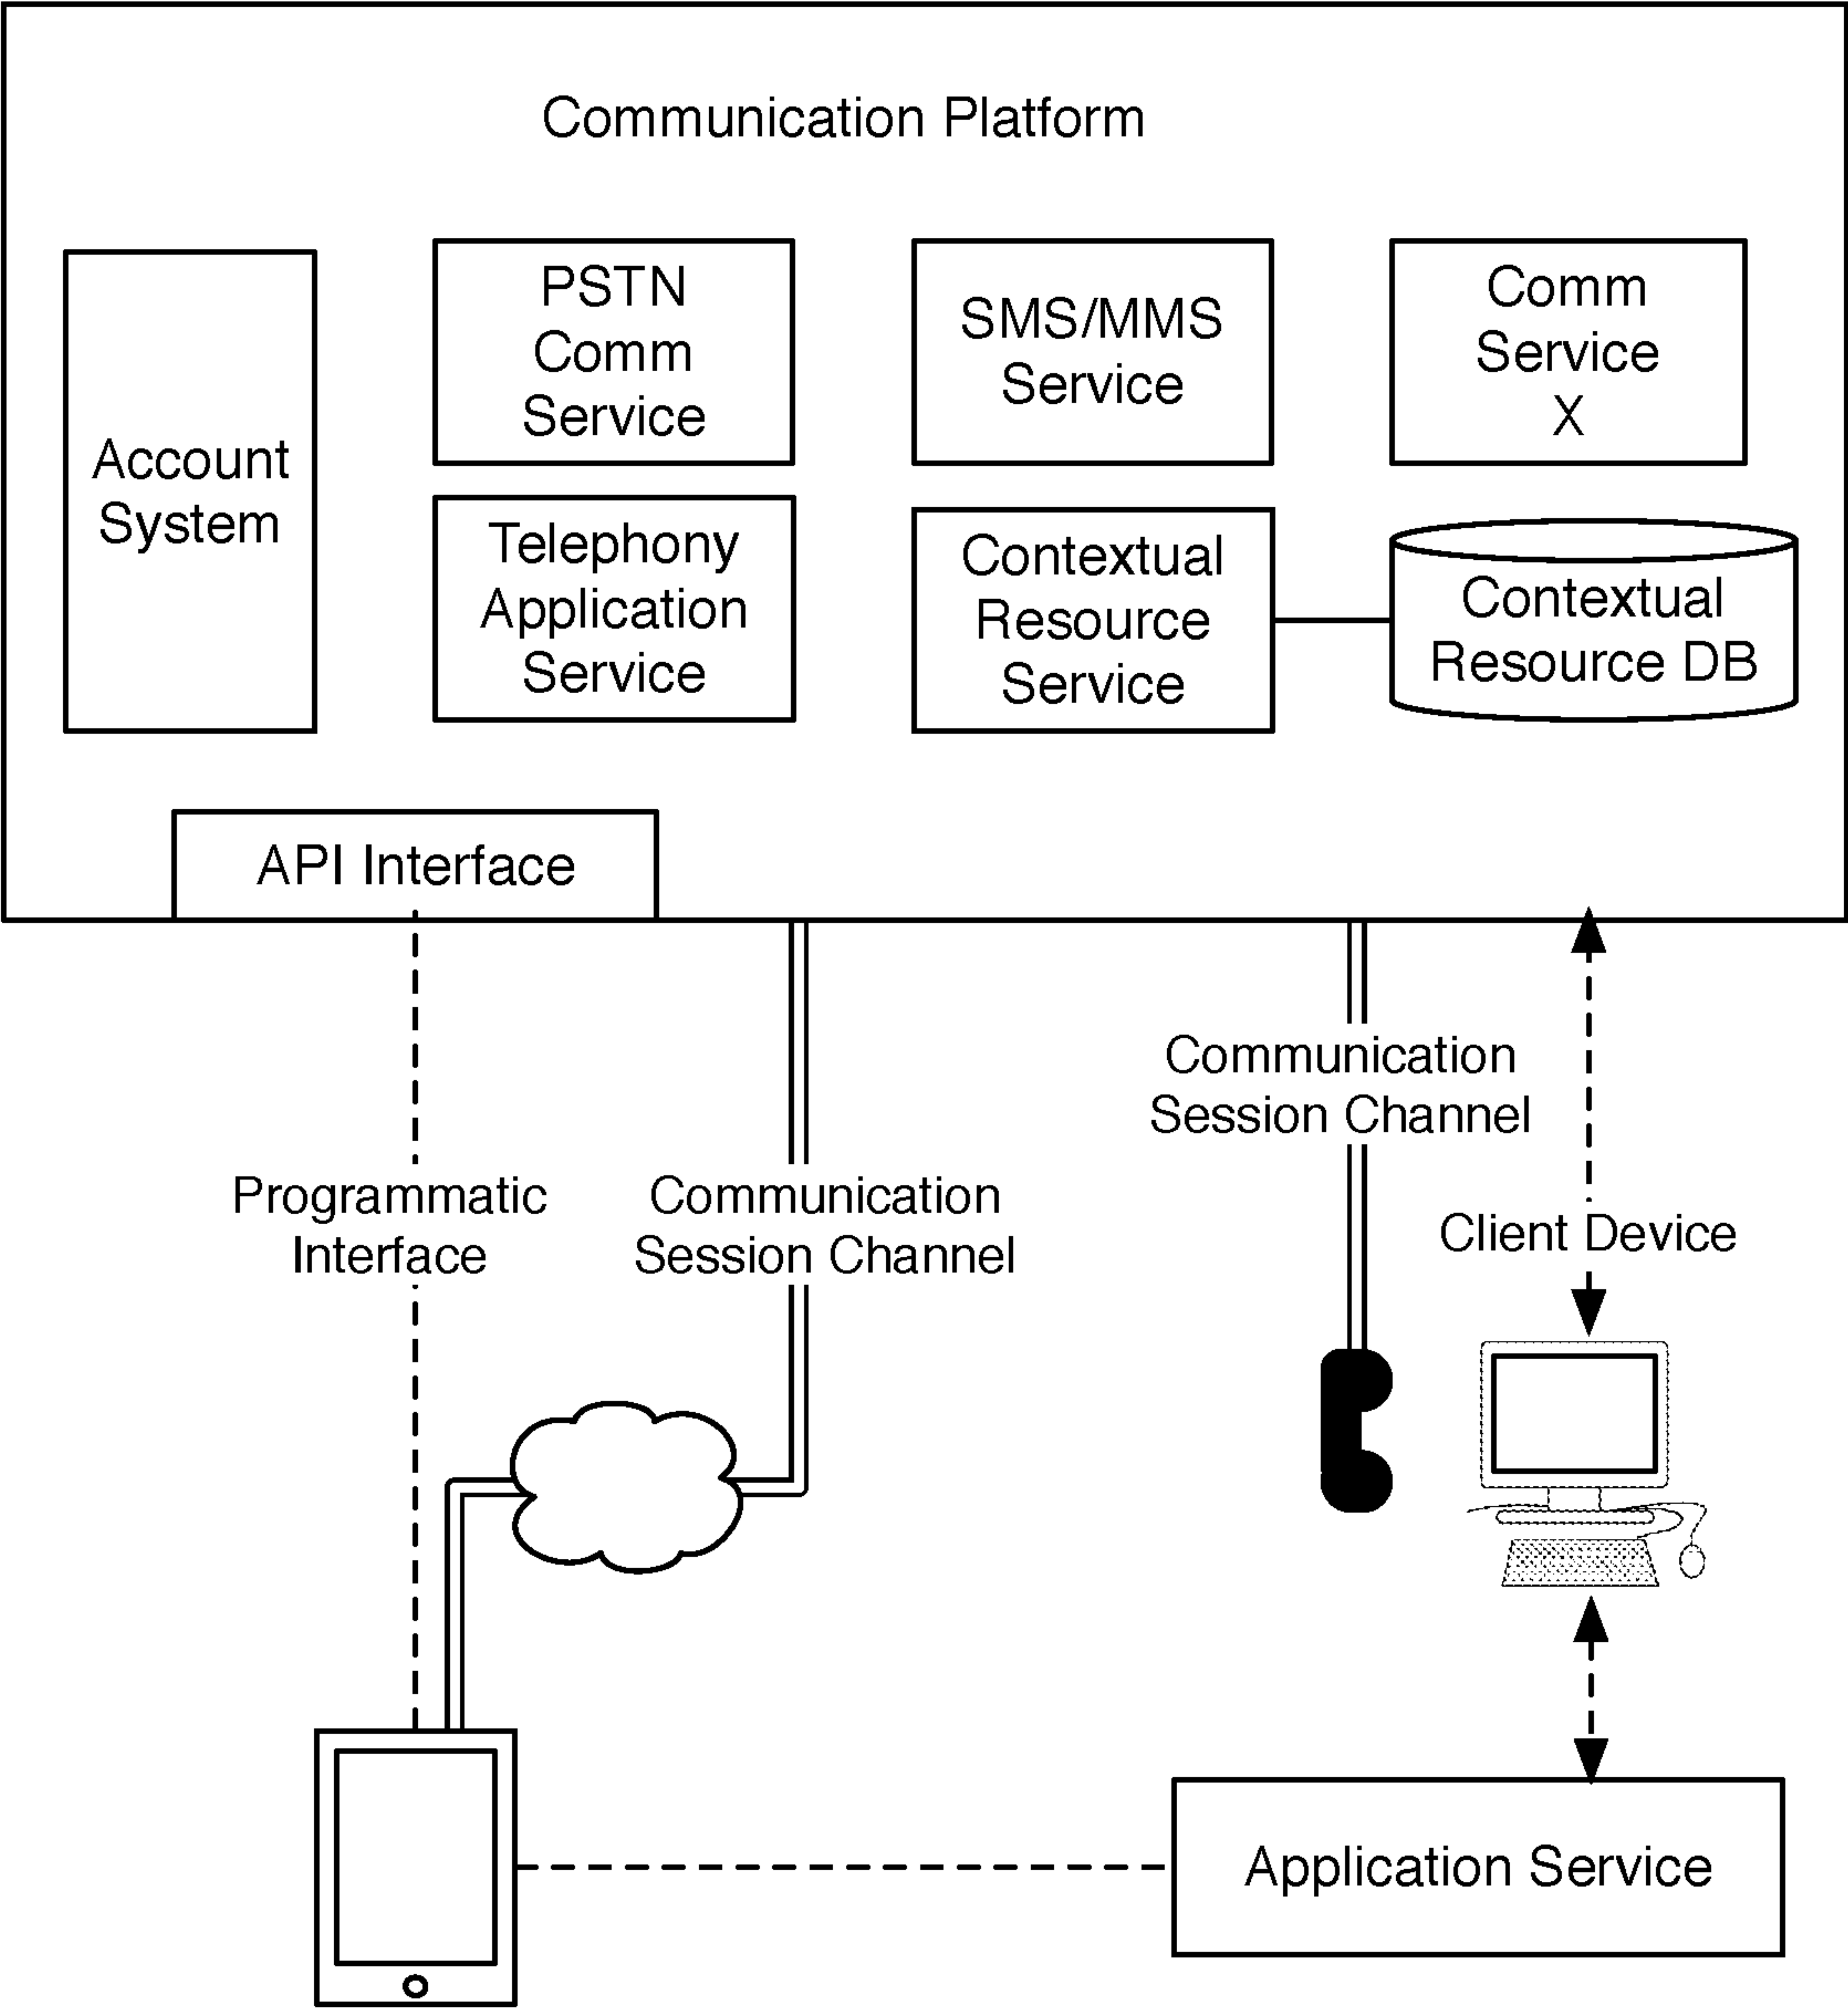 Communication Platform
Account
System
PSTN
Comm
Service
SMS/MMS
Service
Comm
Service
X
Telephony
Application
Service
Contextual
Resource
Service
Contextual
Resource DB
API Interface
Programmatic
Interface
Communication
Session Channel
Communication
Session Channel
Client Device
Application Service